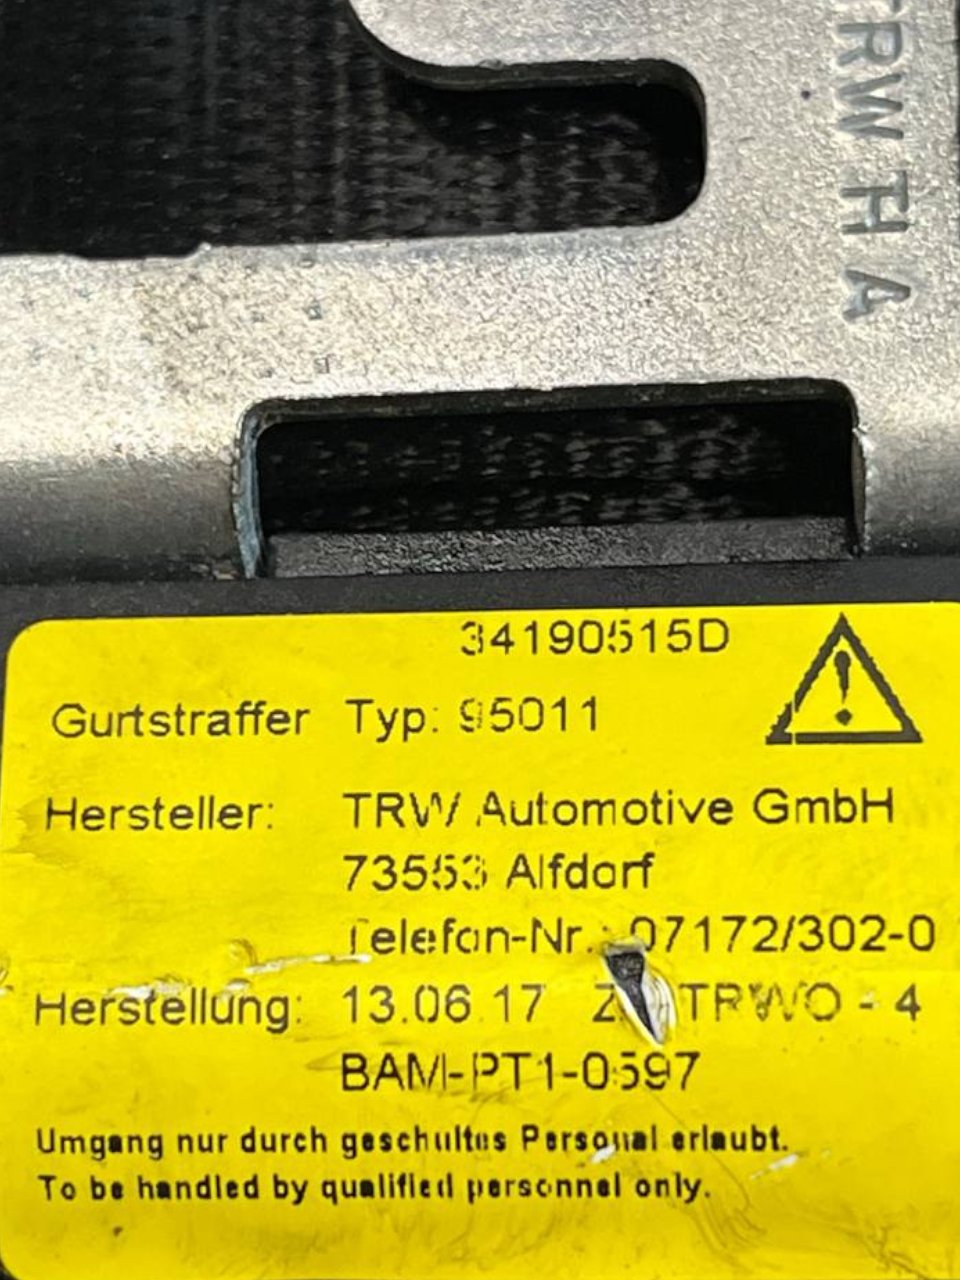 TRW TH A
34190515D
Gurtstraffer Typ: 95011
Hersteller: TRW Automotive GmbH
73553 Alfdorf
Telefon-Nr.: 07172/302-0
Herstellung: 13.06.17 TRWO - 4
BAM-PT1-0597
Umgang nur durch geschultes Personal erlaubt.
To be handled by qualified personnel only.